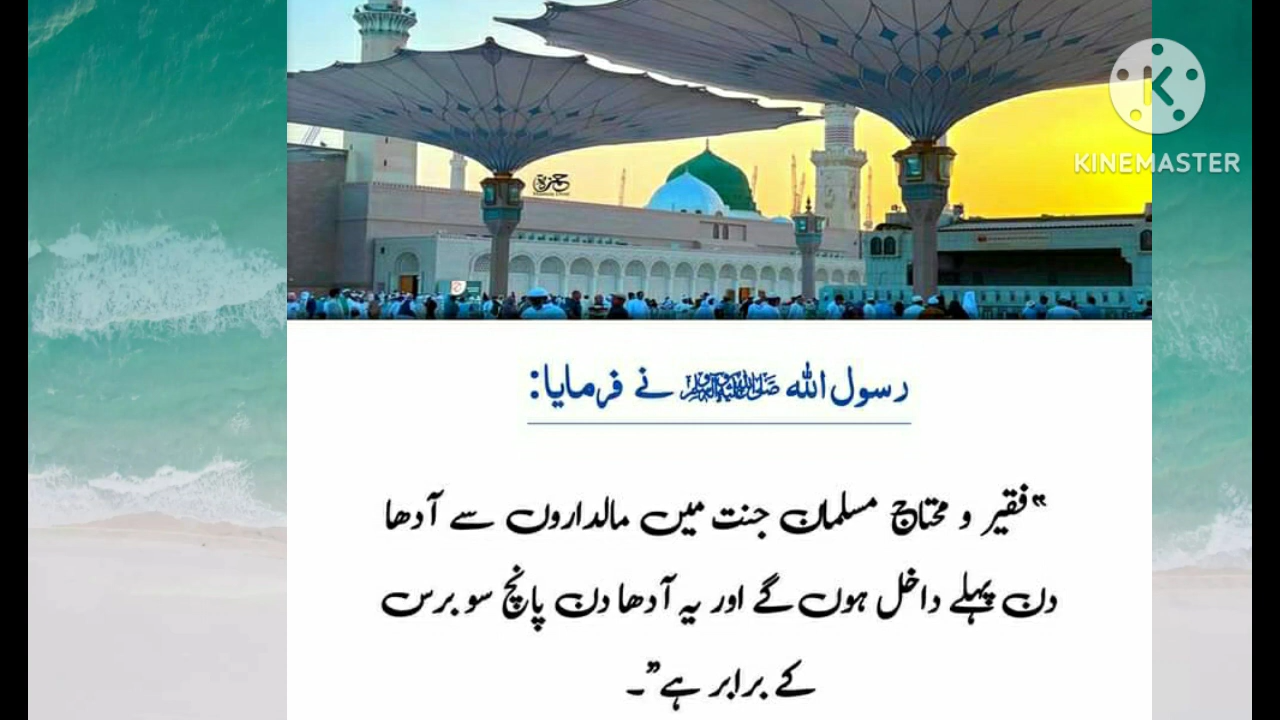 KINEMASTER
حمزہ
رسول اللہ ﷺ نے فرمایا:
"فقیر و محتاج مسلمان جنت میں مالداروں سے آدھا
دن پہلے داخل ہوں گے اور یہ آدھا دن پانچ سو برس
کے برابر ہے"۔